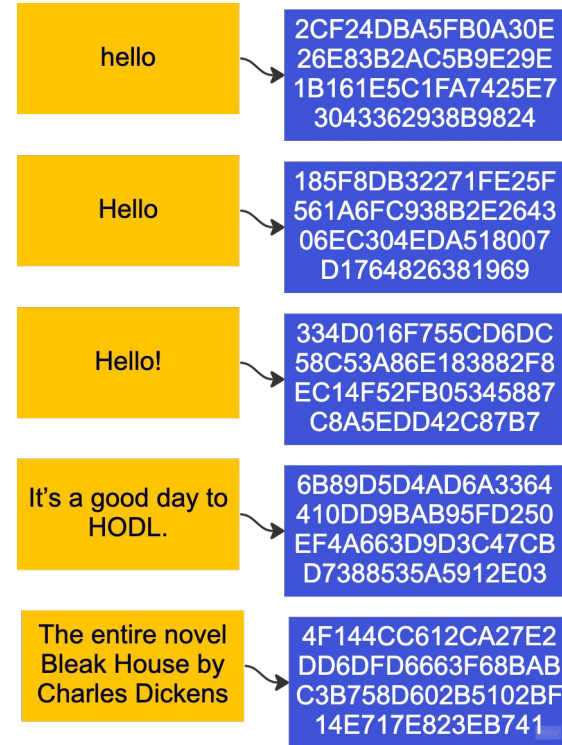 hello
2CF24DBA5FB0A30E
26E83B2AC5B9E29E
1B161E5C1FA7425E7
3043362938B9824
Hello
185F8DB32271FE25F
561A6FC938B2E2643
06EC304EDA518007
D1764826381969
Hello!
334D016F755CD6DC
58C53A86E183882F8
EC14F52FB05345887
C8A5EDD42C87B7
It’s a good day to
HODL.
6B89D5D4AD6A3364
410DD9BAB95FD250
EF4A663D9D3C47CB
D7388535A5912E03
The entire novel
Bleak House by
Charles Dickens
4F144CC612CA27E2
DD6DFD6663F68BAB
C3B758D602B5102BF
14E717E823EB741
miro